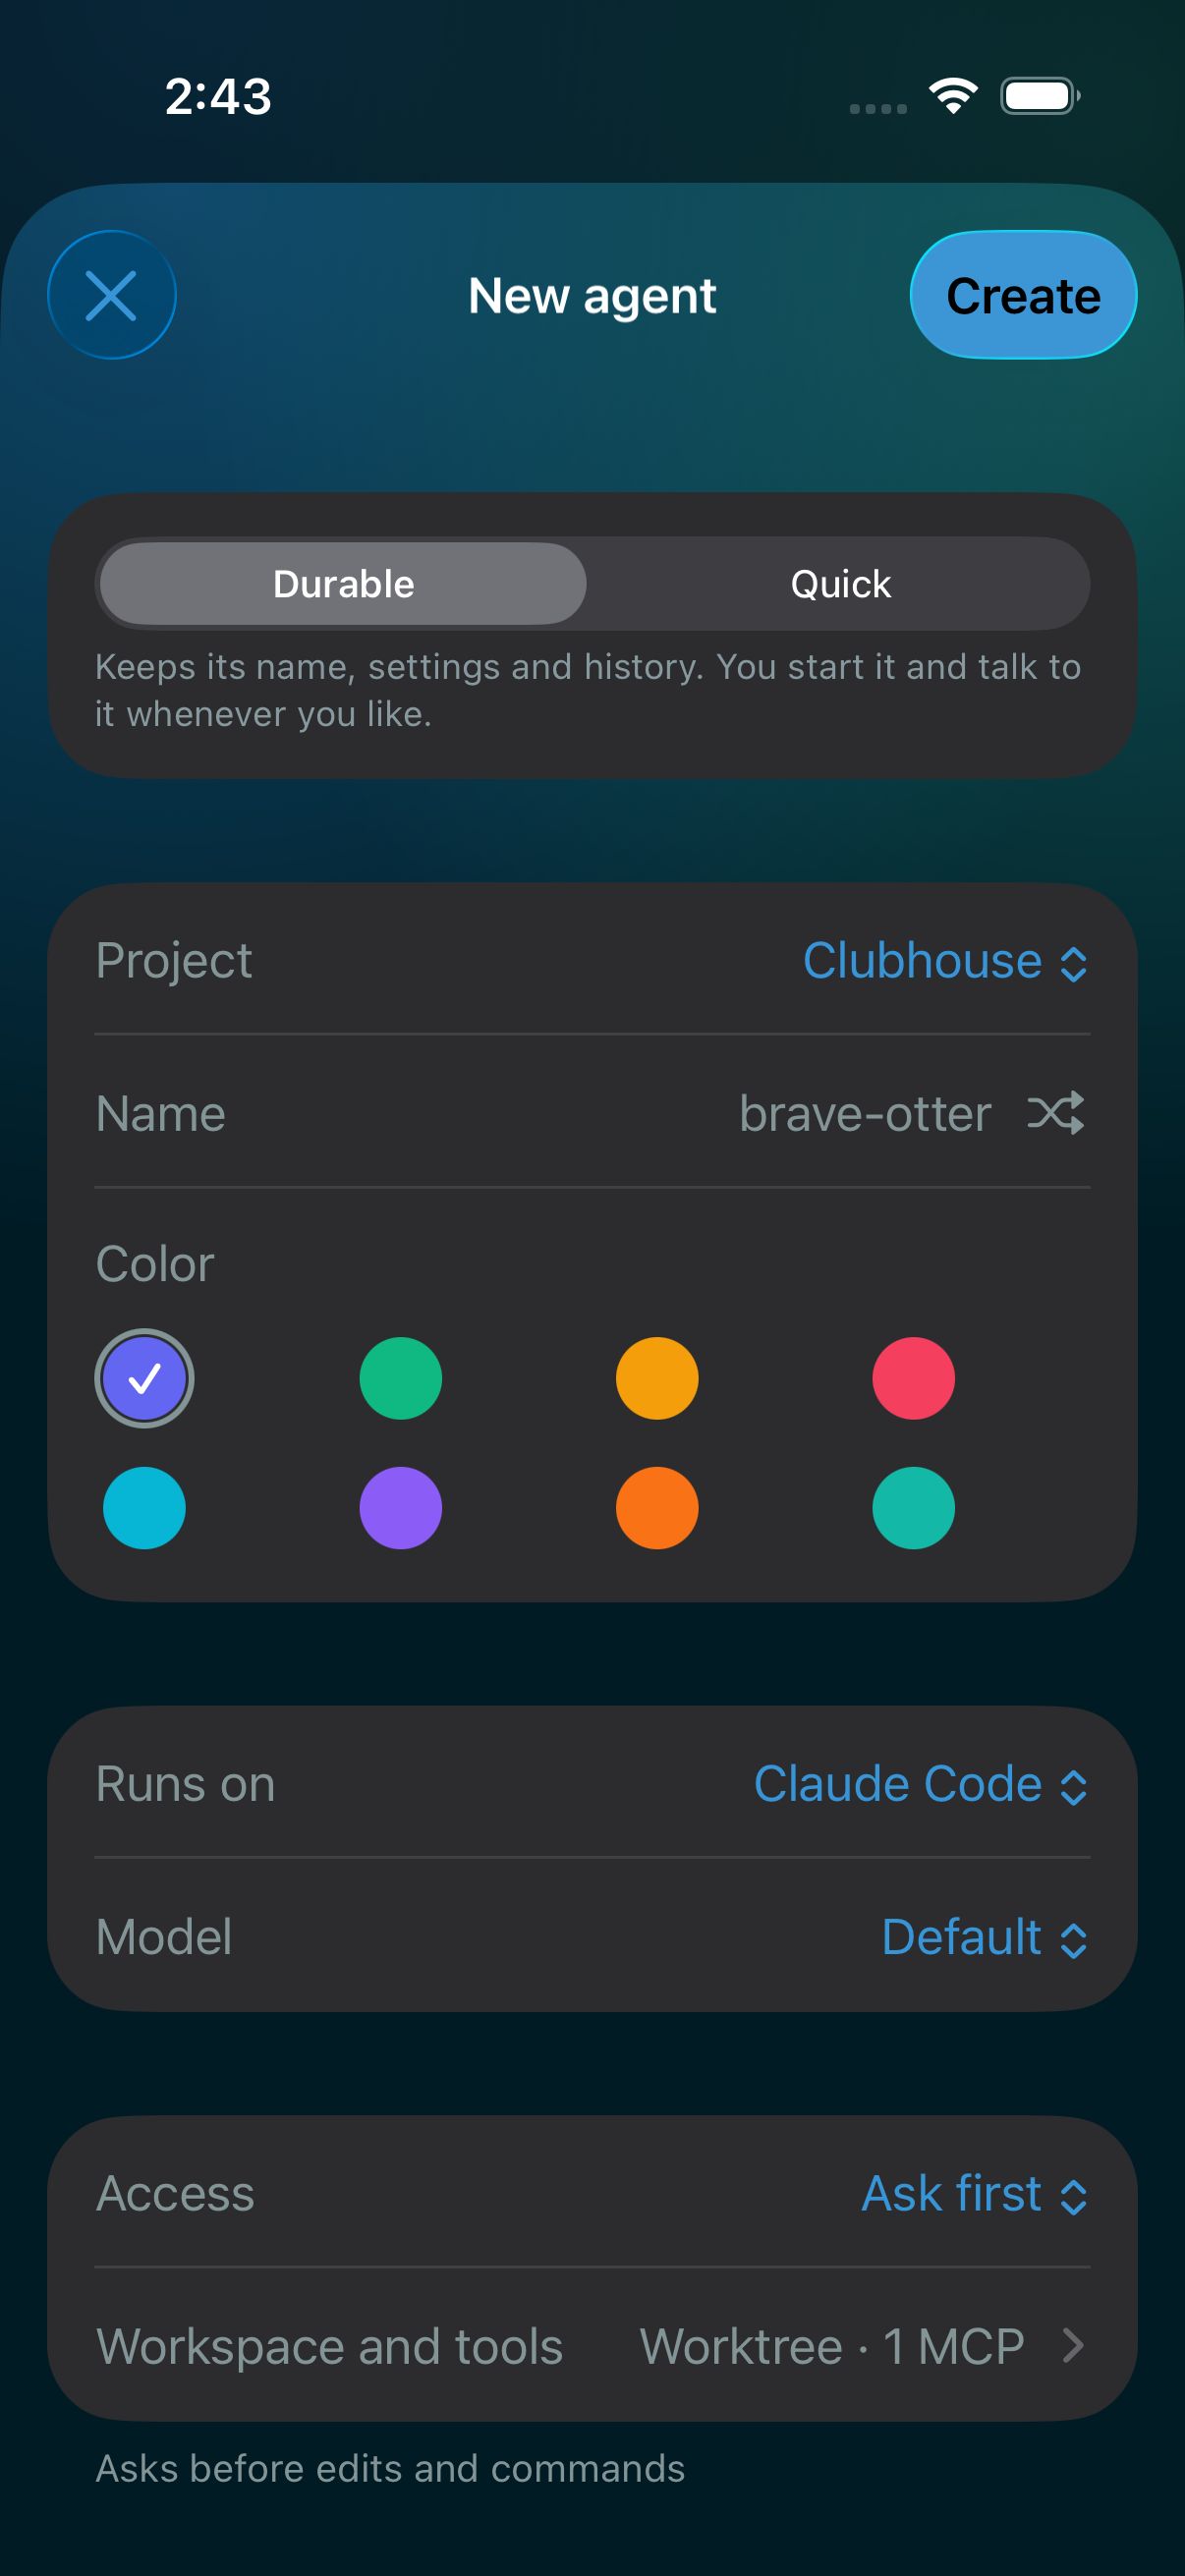 2:43
New agent
Create
Durable
Quick
Keeps its name, settings and history. You start it and talk to
it whenever you like.
Project
Clubhouse
Name
brave-otter
Color
Runs on
Claude Code
Model
Default
Access
Ask first
Workspace and tools
Worktree · 1 MCP
Asks before edits and commands